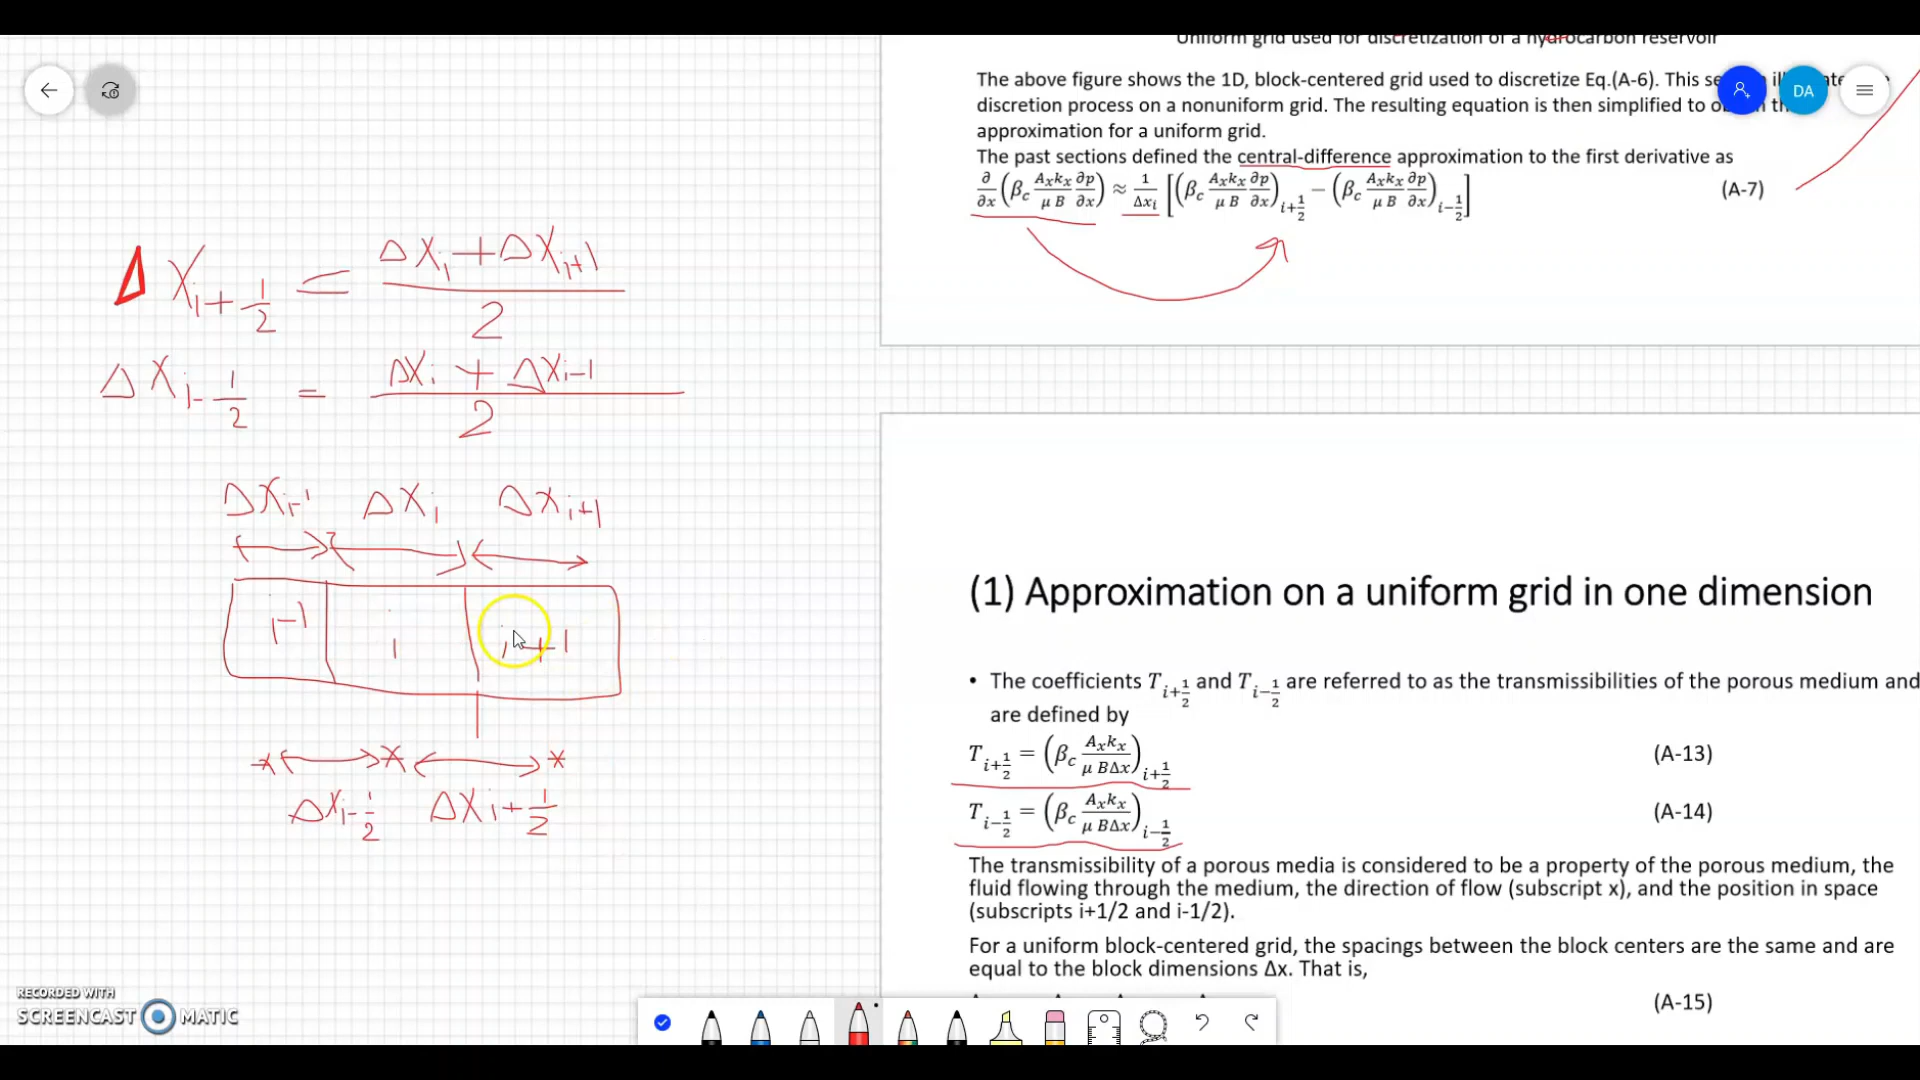 Δx_{i+1/2} = (Δx_i + Δx_{i+1}) / 2
Δx_{i-1/2} = (Δx_i + Δx_{i-1}) / 2
Δx_{i-1} Δx_i Δx_{i+1}
i-1 i i+1
Δx_{i-1/2} Δx_{i+1/2}
RECORDED WITH
SCREENCAST MATIC
Uniform grid used for discretization of a hydrocarbon reservoir
The above figure shows the 1D, block-centered grid used to discretize Eq.(A-6). This
discretion process on a nonuniform grid. The resulting equation is then simplified to
approximation for a uniform grid.
The past sections defined the central-difference approximation to the first derivative as
∂/∂x (β_c A_x k_x/μ B ∂p/∂x) ≈ 1/Δx_i [(β_c A_x k_x/μ B ∂p/∂x)_{i+1/2} − (β_c A_x k_x/μ B ∂p/∂x)_{i−1/2}] (A-7)
DA
(1) Approximation on a uniform grid in one dimension
• The coefficients T_{i+1/2} and T_{i−1/2} are referred to as the transmissibilities of the porous medium and
are defined by
T_{i+1/2} = (β_c A_x k_x/μ BΔx)_{i+1/2} (A-13)
T_{i−1/2} = (β_c A_x k_x/μ BΔx)_{i−1/2} (A-14)
The transmissibility of a porous media is considered to be a property of the porous medium, the
fluid flowing through the medium, the direction of flow (subscript x), and the position in space
(subscripts i+1/2 and i-1/2).
For a uniform block-centered grid, the spacings between the block centers are the same and are
equal to the block dimensions Δx. That is,
(A-15)